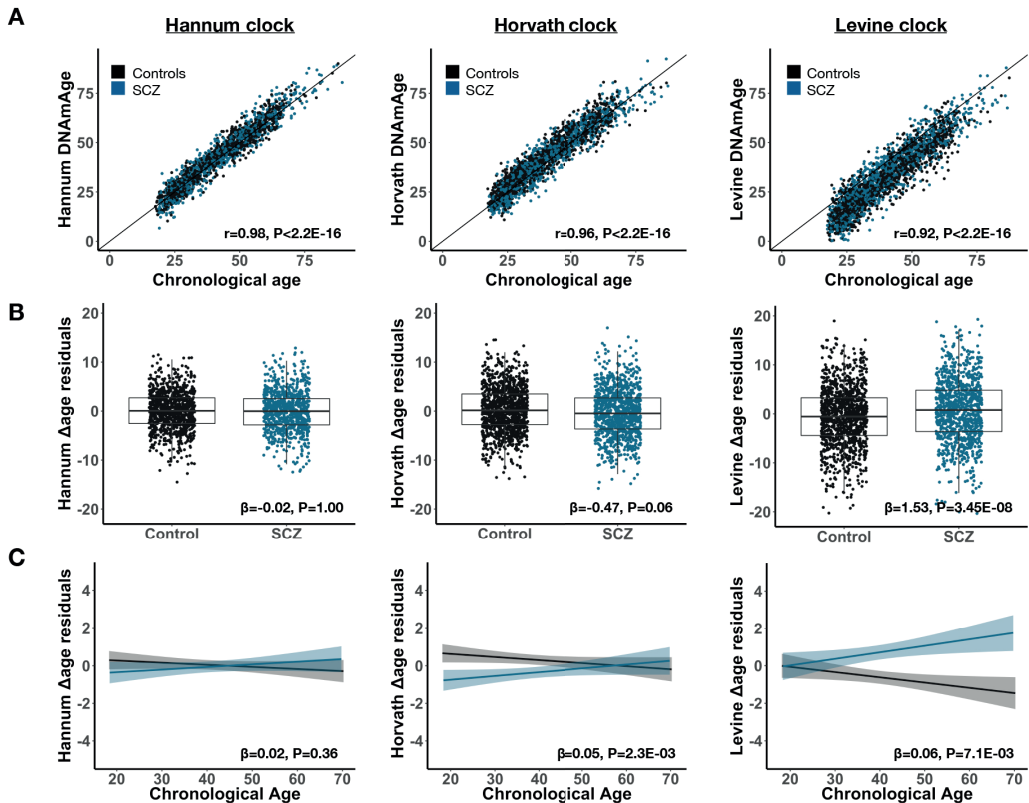 A
Hannum clock
Horvath clock
Levine clock
Hannum DNAmAge
75
50
25
0
Controls
SCZ
r=0.98, P<2.2E-16
0 25 50 75
Chronological age
Horvath DNAmAge
75
50
25
0
Controls
SCZ
r=0.96, P<2.2E-16
0 25 50 75
Chronological age
Levine DNAmAge
75
50
25
0
Controls
SCZ
r=0.92, P<2.2E-16
0 25 50 75
Chronological age
B
Hannum Δage residuals
20
10
0
-10
-20
β=-0.02, P=1.00
Control SCZ
Horvath Δage residuals
20
10
0
-10
-20
β=-0.47, P=0.06
Control SCZ
Levine Δage residuals
20
10
0
-10
-20
β=1.53, P=3.45E-08
Control SCZ
C
Hannum Δage residuals
4
2
0
-2
-4
β=0.02, P=0.36
20 30 40 50 60 70
Chronological Age
Horvath Δage residuals
4
2
0
-2
-4
β=0.05, P=2.3E-03
20 30 40 50 60 70
Chronological Age
Levine Δage residuals
4
2
0
-2
-4
β=0.06, P=7.1E-03
20 30 40 50 60 70
Chronological Age